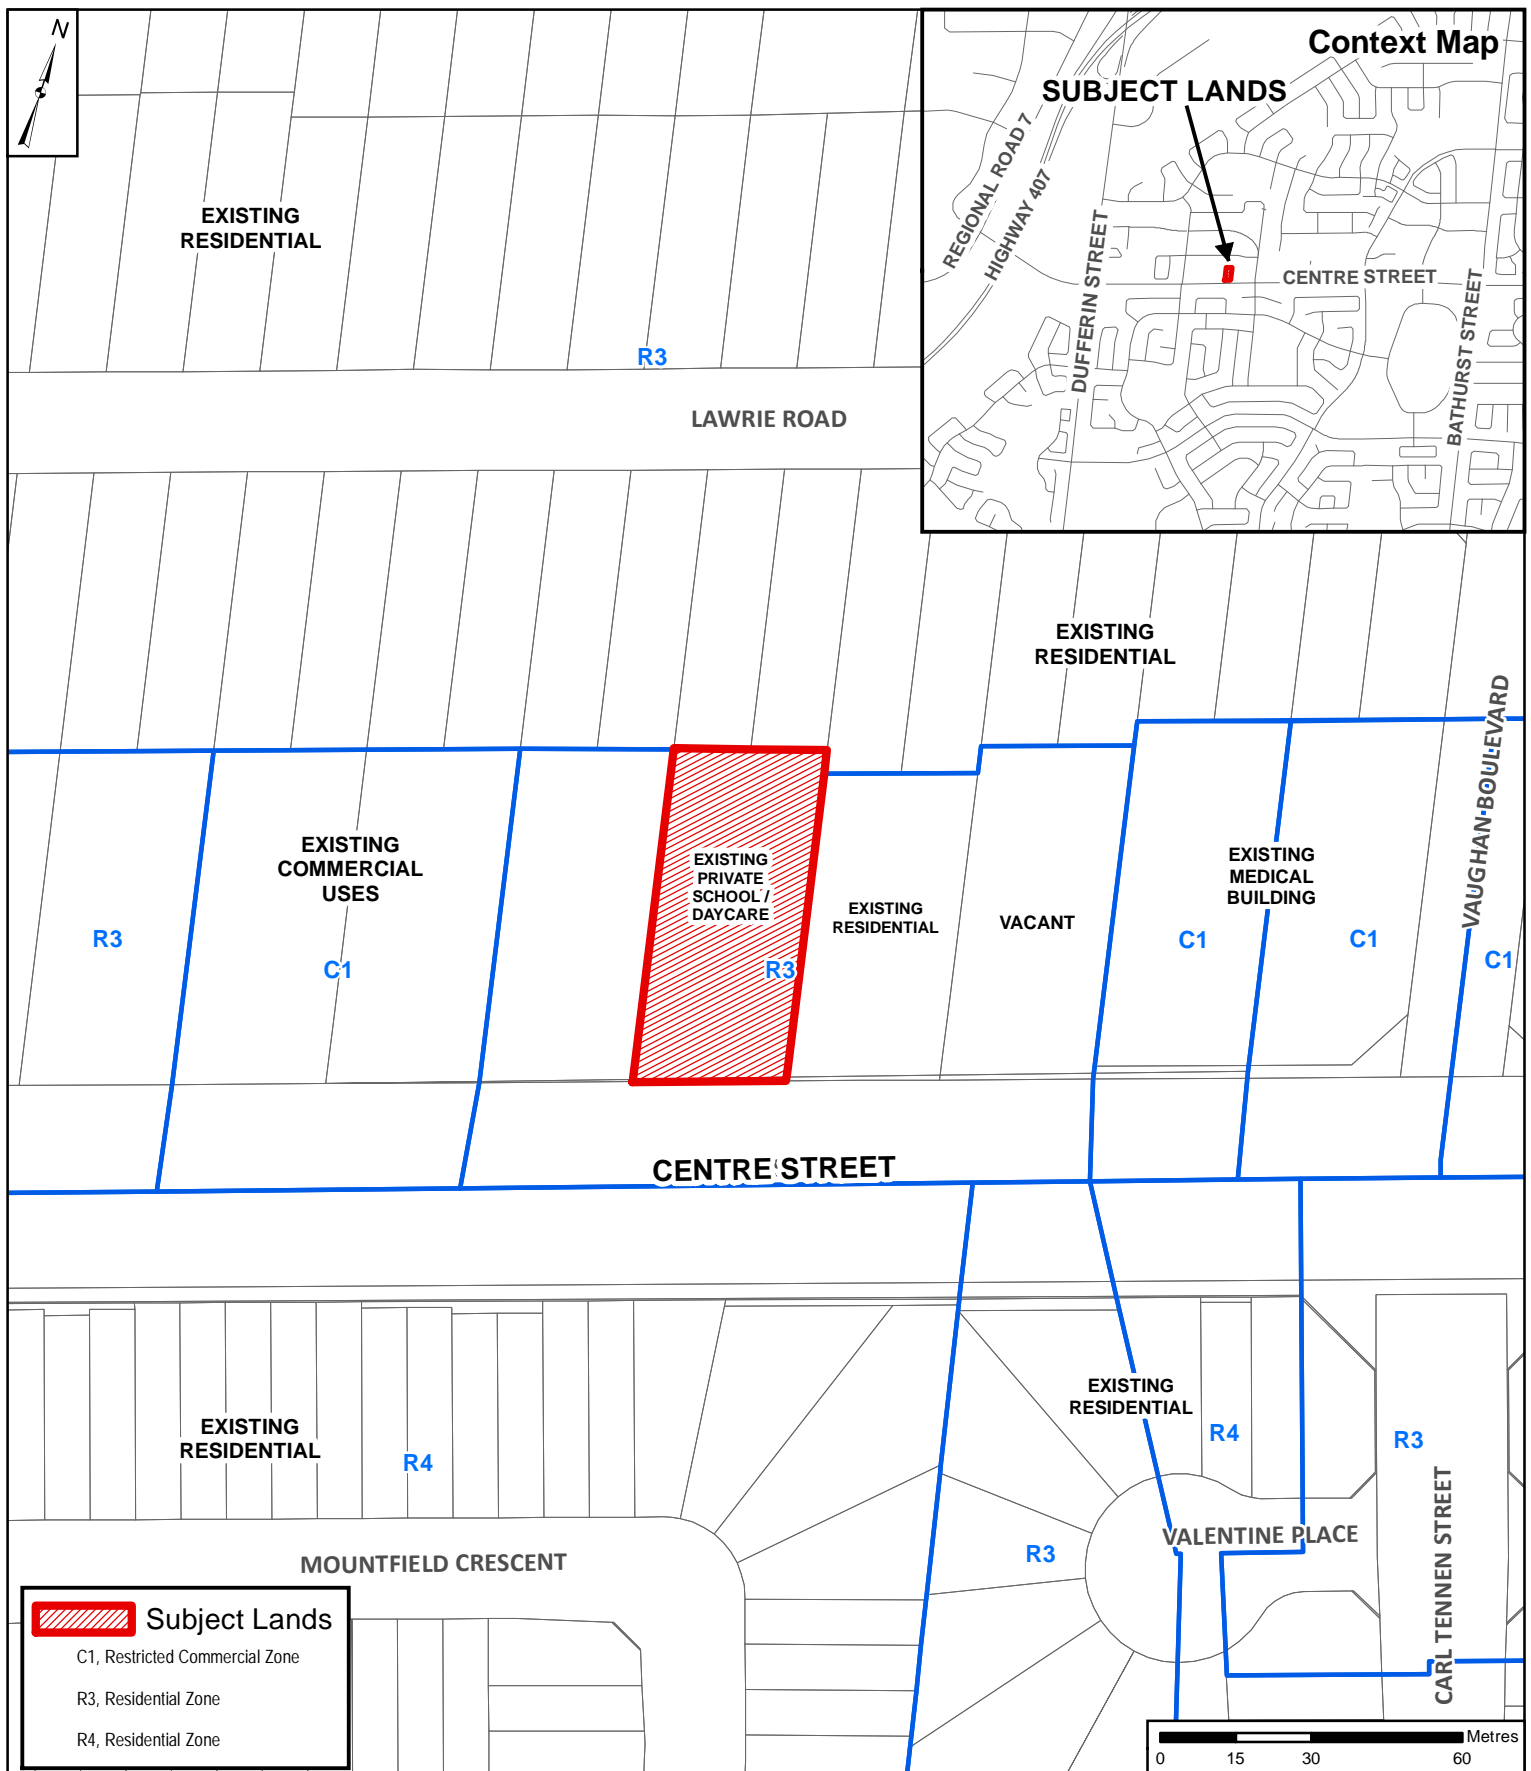 N
Context Map
SUBJECT LANDS
REGIONAL ROAD 7
HIGHWAY 407
DUFFERIN STREET
CENTRE STREET
BATHURST STREET
EXISTING
RESIDENTIAL
R3
LAWRIE ROAD
EXISTING
RESIDENTIAL
VAUGHAN BOULEVARD
R3
EXISTING
COMMERCIAL
USES
C1
EXISTING
PRIVATE
SCHOOL /
DAYCARE
R3
EXISTING
RESIDENTIAL
VACANT
EXISTING
MEDICAL
BUILDING
C1
C1
C1
CENTRE STREET
EXISTING
RESIDENTIAL
R4
EXISTING
RESIDENTIAL
R4
R3
MOUNTFIELD CRESCENT
R3
VALENTINE PLACE
CARL TENNEN STREET
Subject Lands
C1, Restricted Commercial Zone
R3, Residential Zone
R4, Residential Zone
Metres
0 15 30 60